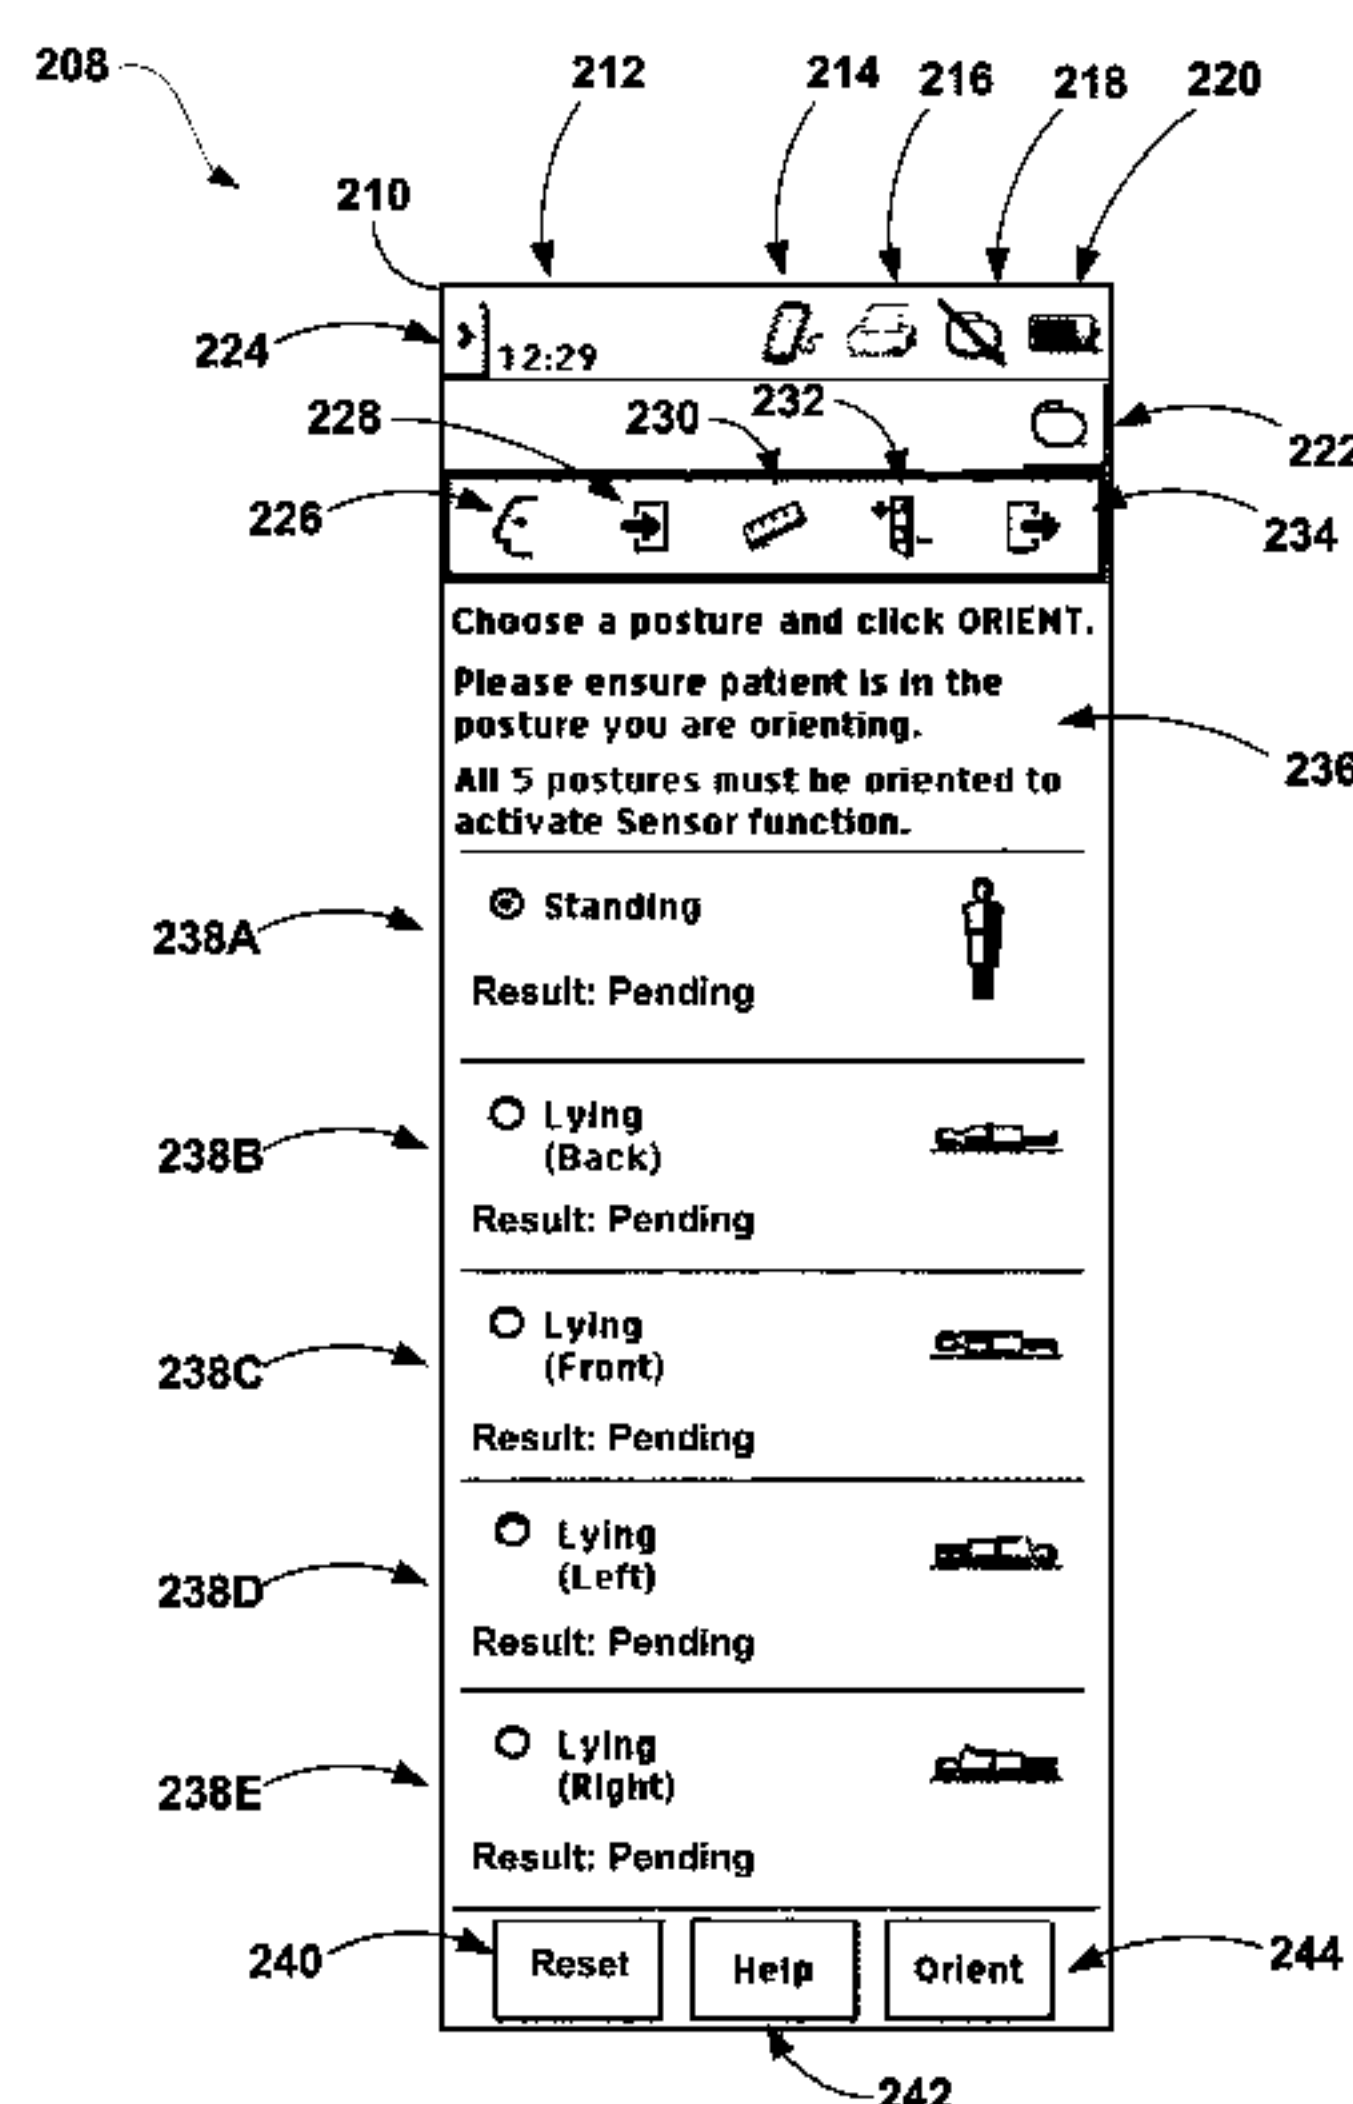 208
212
214
216
218
220
210
224
12:29
228
230
232
222
226
234
Choose a posture and click ORIENT.
Please ensure patient is in the
posture you are orienting.
236
All 5 postures must be oriented to
activate Sensor function.
238A
Standing
Result: Pending
238B
Lying
(Back)
Result: Pending
238C
Lying
(Front)
Result: Pending
238D
Lying
(Left)
Result: Pending
238E
Lying
(Right)
Result: Pending
240
Reset
Help
Orient
244
242